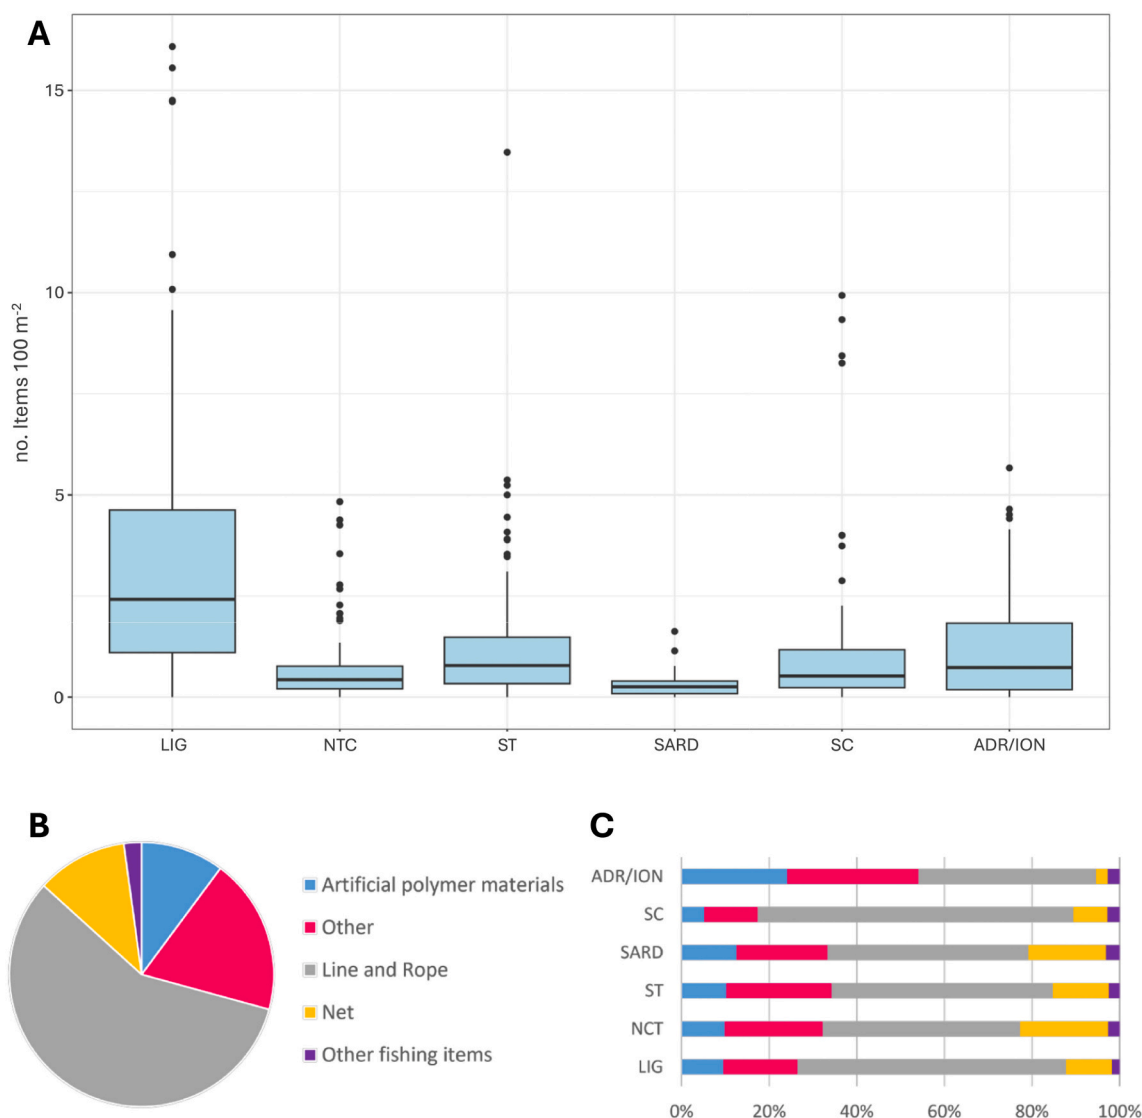 A
no. Items 100 m⁻²
15
10
5
0
LIG NTC ST SARD SC ADR/ION
B
Artificial polymer materials
Other
Line and Rope
Net
Other fishing items
C
ADR/ION
SC
SARD
ST
NCT
LIG
0% 20% 40% 60% 80% 100%